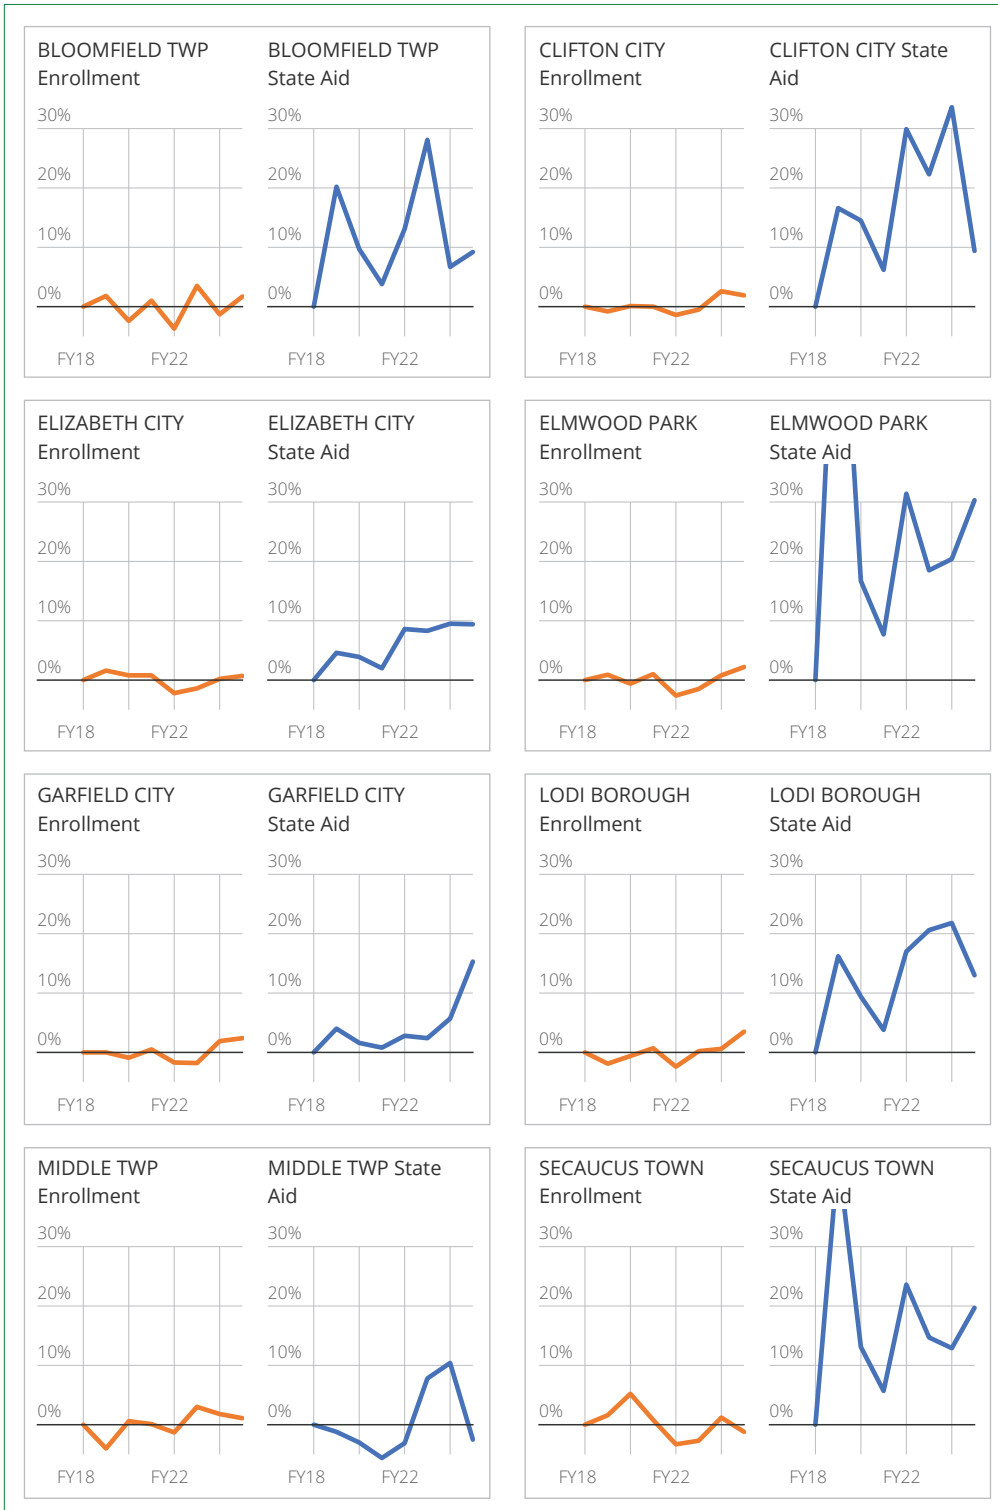 BLOOMFIELD TWP
Enrollment
30%
20%
10%
0%
FY18 FY22
BLOOMFIELD TWP
State Aid
30%
20%
10%
0%
FY18 FY22
CLIFTON CITY
Enrollment
30%
20%
10%
0%
FY18 FY22
CLIFTON CITY State
Aid
30%
20%
10%
0%
FY18 FY22
ELIZABETH CITY
Enrollment
30%
20%
10%
0%
FY18 FY22
ELIZABETH CITY
State Aid
30%
20%
10%
0%
FY18 FY22
ELMWOOD PARK
Enrollment
30%
20%
10%
0%
FY18 FY22
ELMWOOD PARK
State Aid
30%
20%
10%
0%
FY18 FY22
GARFIELD CITY
Enrollment
30%
20%
10%
0%
FY18 FY22
GARFIELD CITY
State Aid
30%
20%
10%
0%
FY18 FY22
LODI BOROUGH
Enrollment
30%
20%
10%
0%
FY18 FY22
LODI BOROUGH
State Aid
30%
20%
10%
0%
FY18 FY22
MIDDLE TWP
Enrollment
30%
20%
10%
0%
FY18 FY22
MIDDLE TWP State
Aid
30%
20%
10%
0%
FY18 FY22
SECAUCUS TOWN
Enrollment
30%
20%
10%
0%
FY18 FY22
SECAUCUS TOWN
State Aid
30%
20%
10%
0%
FY18 FY22